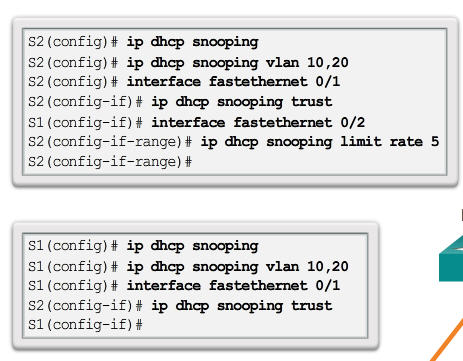 S2(config)# ip dhcp snooping
S2(config)# ip dhcp snooping vlan 10,20
S2(config)# interface fastethernet 0/1
S2(config-if)# ip dhcp snooping trust
S1(config-if)# interface fastethernet 0/2
S2(config-if-range)# ip dhcp snooping limit rate 5
S2(config-if-range)#
S1(config)# ip dhcp snooping
S1(config)# ip dhcp snooping vlan 10,20
S1(config)# interface fastethernet 0/1
S2(config-if)# ip dhcp snooping trust
S1(config-if)#